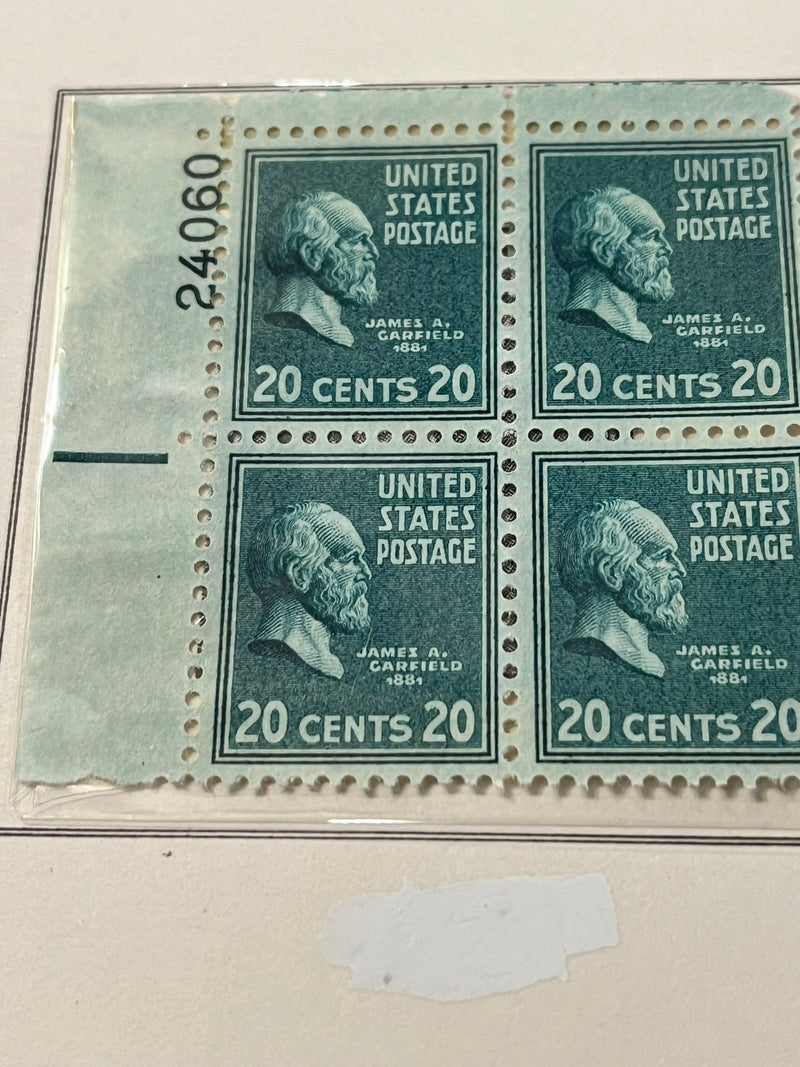 24060
UNITED
STATES
POSTAGE
JAMES A.
GARFIELD
1881
20 CENTS 20
UNITED
STATES
POSTAGE
JAMES A.
GARFIELD
1881
20 CENTS 20
UNITED
STATES
POSTAGE
JAMES A.
GARFIELD
1881
20 CENTS 20
UNITED
STATES
POSTAGE
JAMES A.
GARFIELD
1881
20 CENTS 20